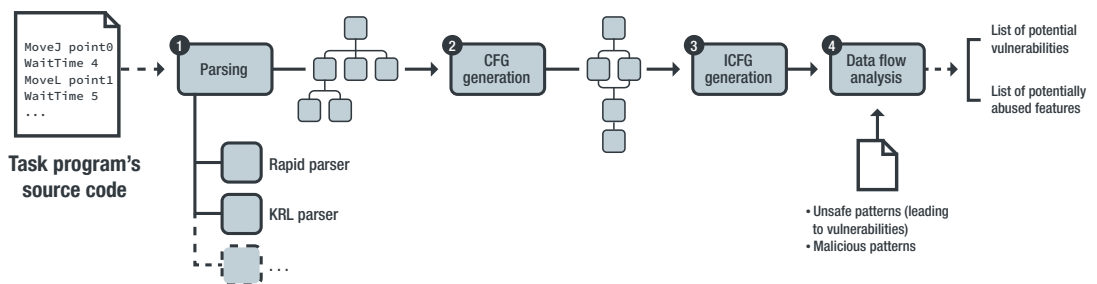 MoveJ point0
WaitTime 4
MoveL point1
WaitTime 5
...
Task program's
source code
1
Parsing
Rapid parser
KRL parser
...
2
CFG
generation
3
ICFG
generation
4
Data flow
analysis
• Unsafe patterns (leading
to vulnerabilities)
• Malicious patterns
List of potential
vulnerabilities
List of potentially
abused features